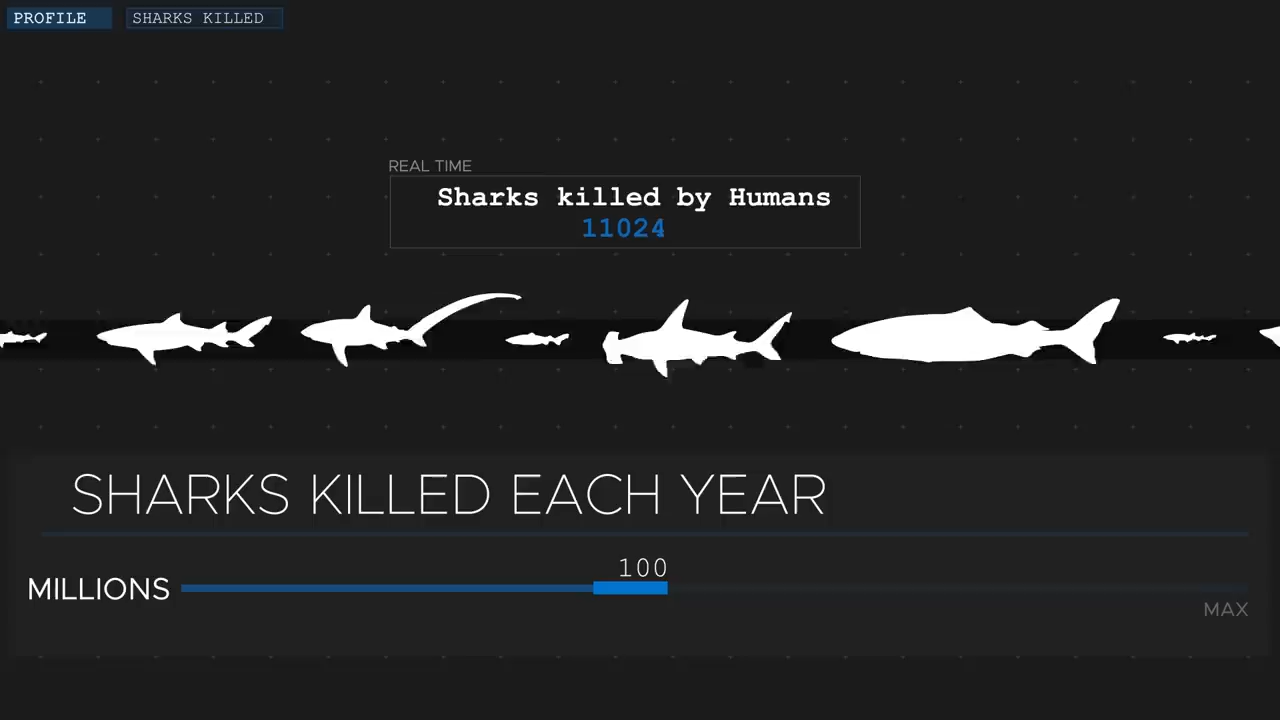 PROFILE
SHARKS KILLED
REAL TIME
Sharks killed by Humans
11024
SHARKS KILLED EACH YEAR
100
MILLIONS
MAX